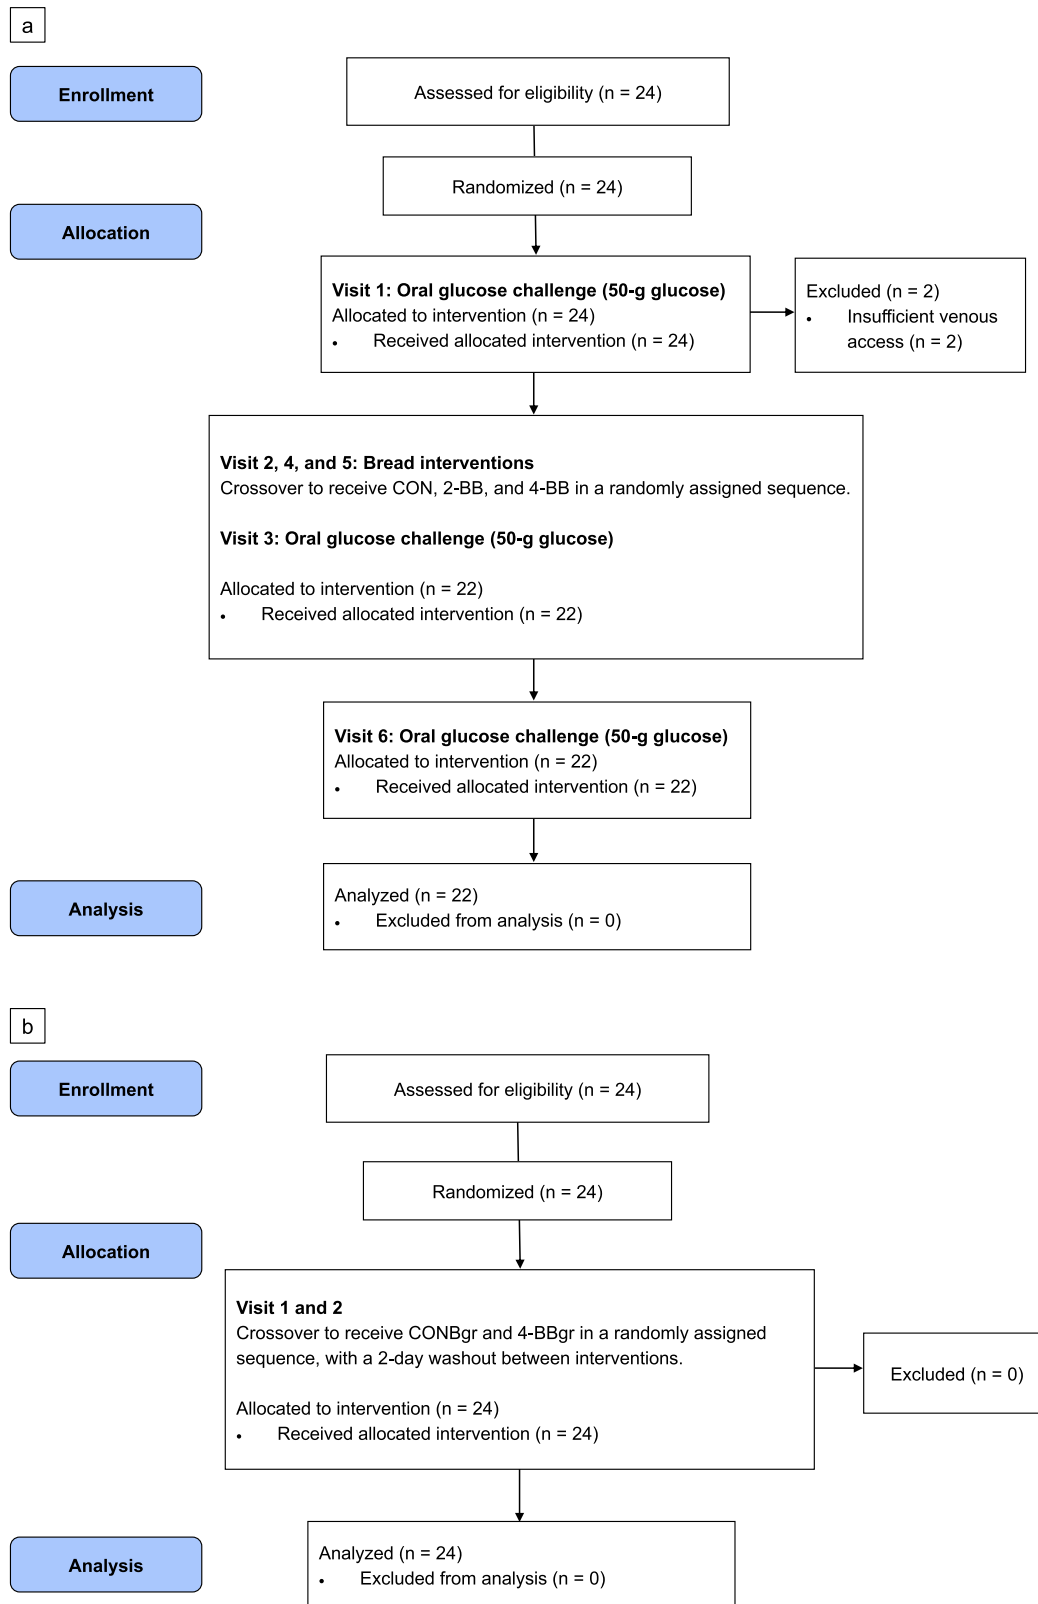 a
Enrollment
Assessed for eligibility (n = 24)
Randomized (n = 24)
Allocation
Visit 1: Oral glucose challenge (50-g glucose)
Allocated to intervention (n = 24)
• Received allocated intervention (n = 24)
Excluded (n = 2)
• Insufficient venous
access (n = 2)
Visit 2, 4, and 5: Bread interventions
Crossover to receive CON, 2-BB, and 4-BB in a randomly assigned sequence.
Visit 3: Oral glucose challenge (50-g glucose)
Allocated to intervention (n = 22)
• Received allocated intervention (n = 22)
Visit 6: Oral glucose challenge (50-g glucose)
Allocated to intervention (n = 22)
• Received allocated intervention (n = 22)
Analysis
Analyzed (n = 22)
• Excluded from analysis (n = 0)
b
Enrollment
Assessed for eligibility (n = 24)
Randomized (n = 24)
Allocation
Visit 1 and 2
Crossover to receive CONBgr and 4-BBgr in a randomly assigned
sequence, with a 2-day washout between interventions.
Allocated to intervention (n = 24)
• Received allocated intervention (n = 24)
Excluded (n = 0)
Analysis
Analyzed (n = 24)
• Excluded from analysis (n = 0)